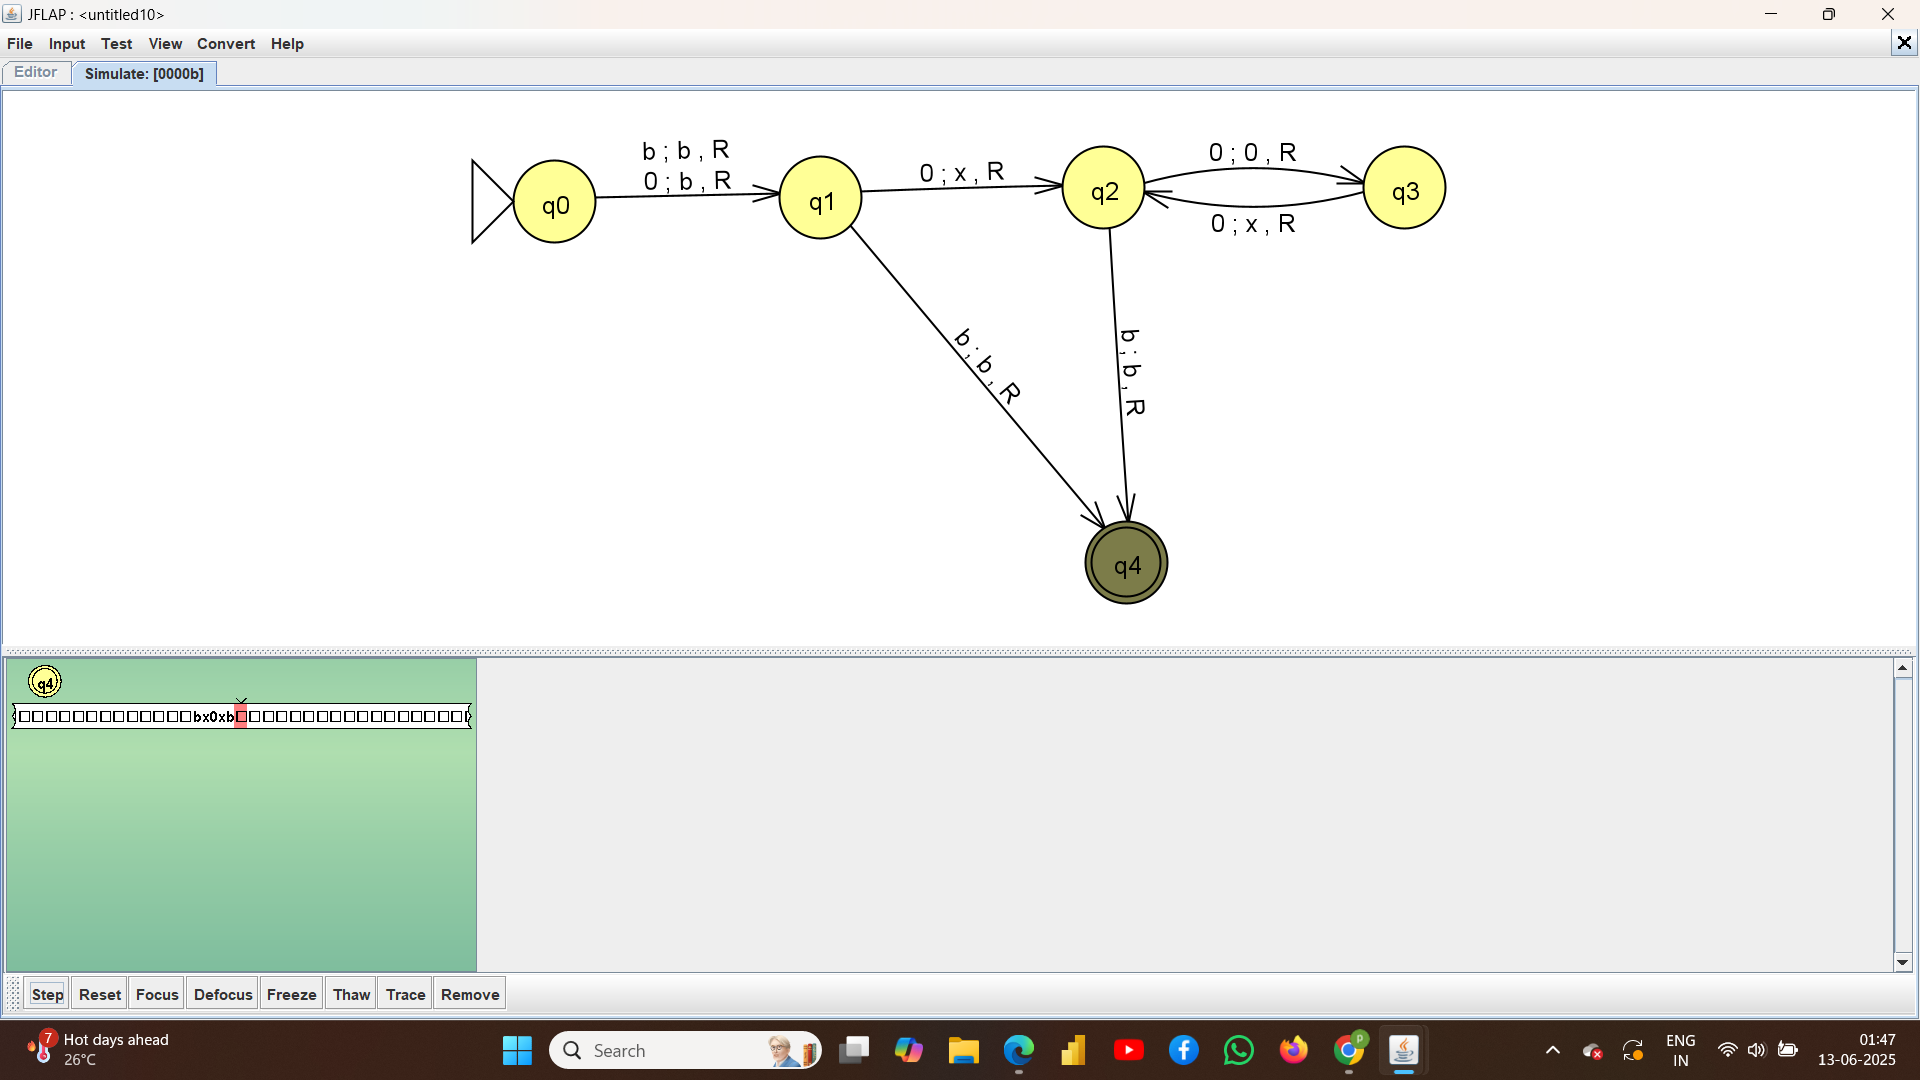 JFLAP : <untitled10>
File Input Test View Convert Help
Editor Simulate: [0000b]
b ; b , R
0 ; b , R
0 ; x , R
0 ; 0 , R
q0
q1
q2
q3
0 ; x , R
b ; b , R
b ; b , R
q4
q4
bx0xb
Step Reset Focus Defocus Freeze Thaw Trace Remove
7
Hot days ahead
26°C
Search
P
ENG
IN
01:47
13-06-2025